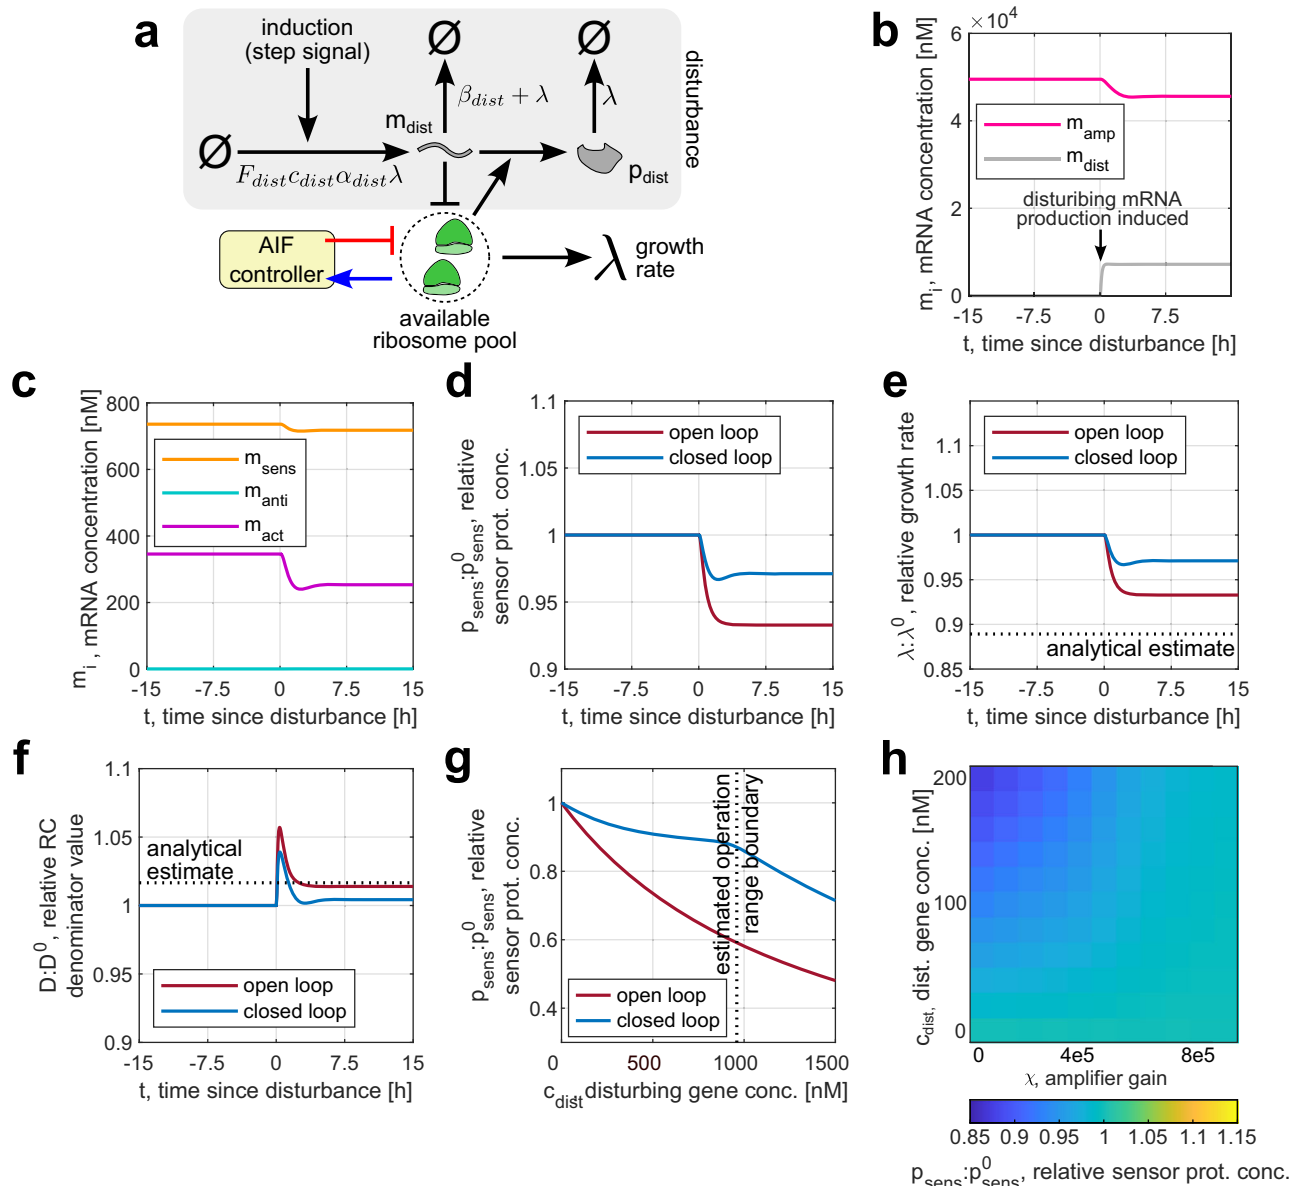 a
induction
(step signal)
Ø
Ø
Ø
β_dist + λ
λ
m_dist
F_dist c_dist α_dist λ
p_dist
disturbance
AIF
controller
λ growth
rate
available
ribosome pool
b
×10^4
6
4
2
0
m_i, mRNA concentration [nM]
m_amp
m_dist
disturibing mRNA
production induced
-15 -7.5 0 7.5
t, time since disturbance [h]
c
800
600
400
200
0
m_i , mRNA concentration [nM]
m_sens
m_anti
m_act
-15 -7.5 0 7.5 15
t, time since disturbance [h]
d
1.1
1.05
1
0.95
0.9
p_sens:p^0_sens, relative
sensor prot. conc.
open loop
closed loop
-15 -7.5 0 7.5 15
t, time since disturbance [h]
e
1.1
1.05
1
0.95
0.9
0.85
λ:λ^0, relative growth rate
open loop
closed loop
analytical estimate
-15 -7.5 0 7.5 15
t, time since disturbance [h]
f
1.1
1.05
1
0.95
0.9
D:D^0, relative RC
denominator value
analytical
estimate
open loop
closed loop
-15 -7.5 0 7.5 15
t, time since disturbance [h]
g
1
0.8
0.6
0.4
p_sens:p^0_sens, relative
sensor prot. conc.
estimated operation
range boundary
open loop
closed loop
0 500 1000 1500
c_dist, disturbing gene conc. [nM]
h
200
100
0
c_dist, dist. gene conc. [nM]
0 4e5 8e5
χ, amplifier gain
0.85 0.9 0.95 1 1.05 1.1 1.15
p_sens:p^0_sens, relative sensor prot. conc.